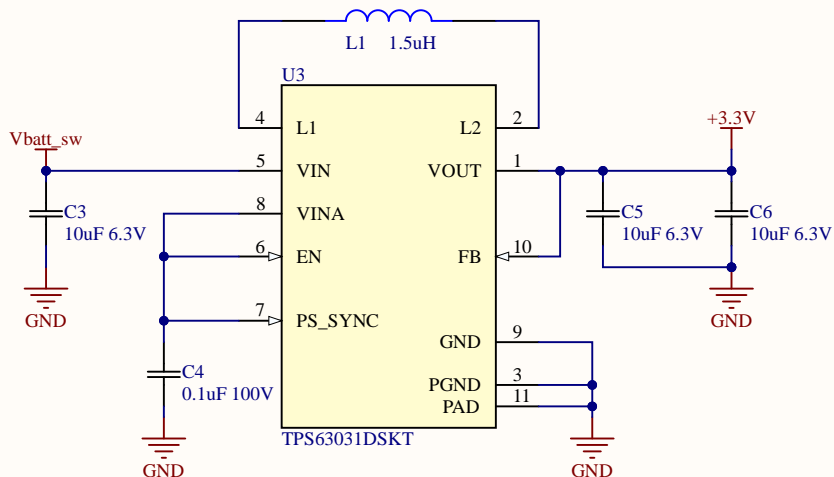 L1 1.5uH
U3
4 L1 L2 2
Vbatt_sw
+3.3V
5 VIN VOUT 1
8 VINA
C3
10uF 6.3V
C5
10uF 6.3V
C6
10uF 6.3V
6 EN FB 10
7 PS_SYNC
GND
GND
GND 9
C4
0.1uF 100V
PGND 3
PAD 11
TPS63031DSKT
GND
GND